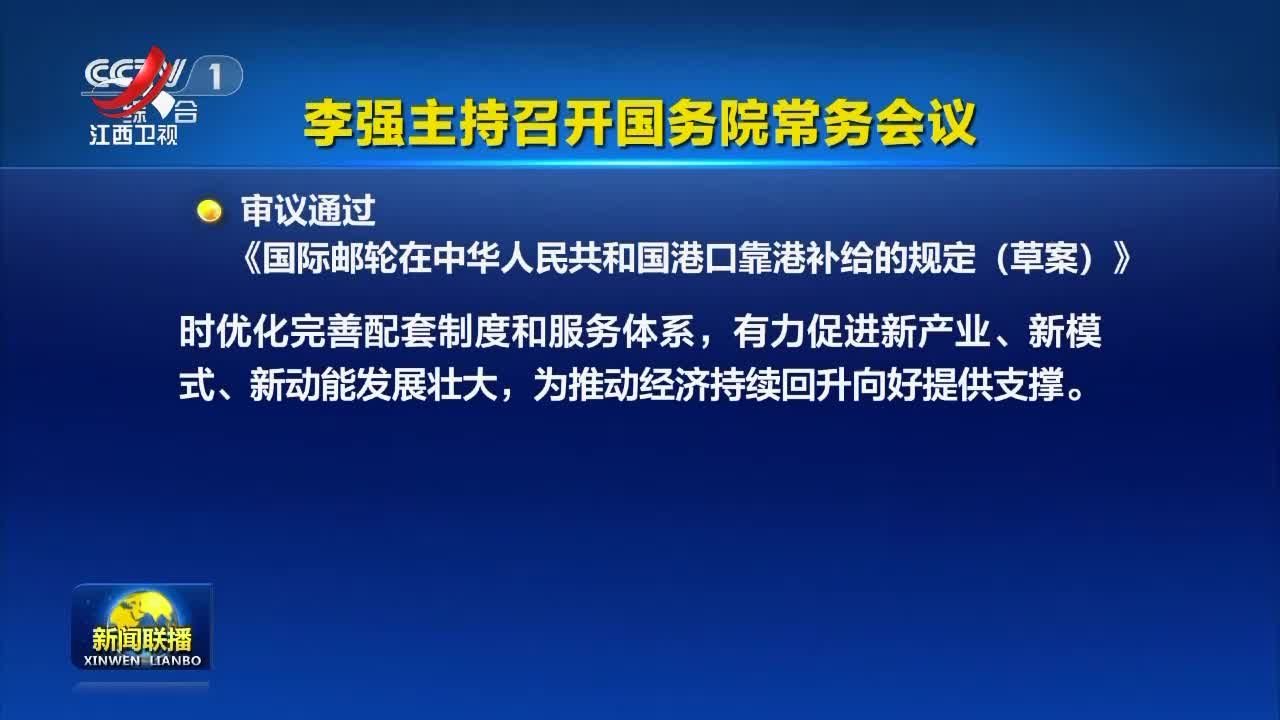 CCTV 1
综合
江西卫视
李强主持召开国务院常务会议
审议通过
《国际邮轮在中华人民共和国港口靠港补给的规定（草案）》
时优化完善配套制度和服务体系，有力促进新产业、新模
式、新动能发展壮大，为推动经济持续回升向好提供支撑。
新闻联播
XINWEN LIANBO